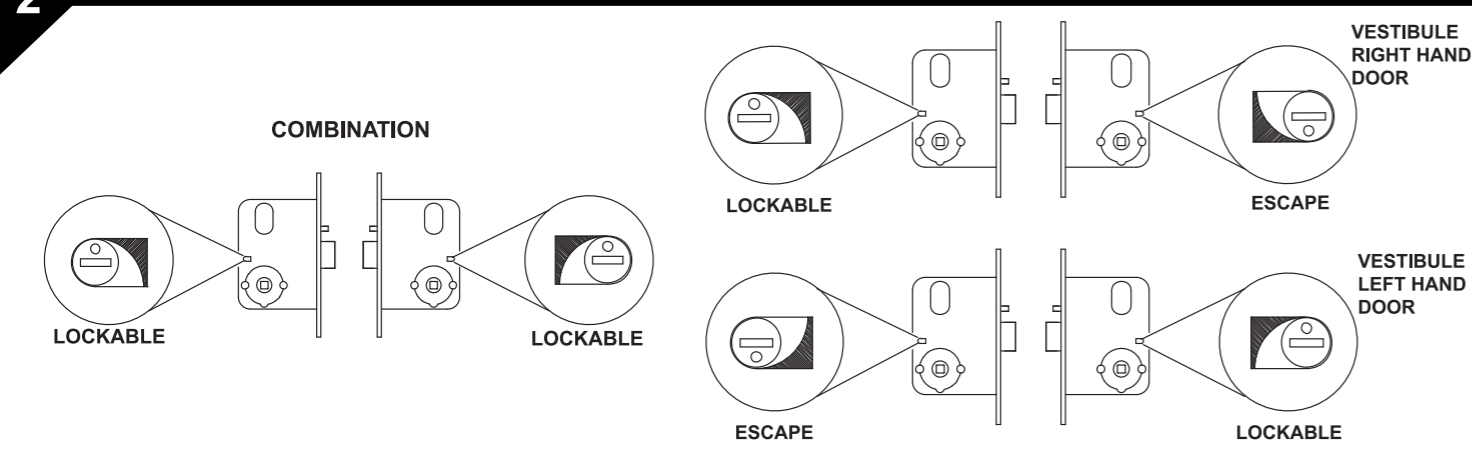 2
COMBINATION
LOCKABLE
LOCKABLE
VESTIBULE
RIGHT HAND
DOOR
LOCKABLE
ESCAPE
VESTIBULE
LEFT HAND
DOOR
ESCAPE
LOCKABLE